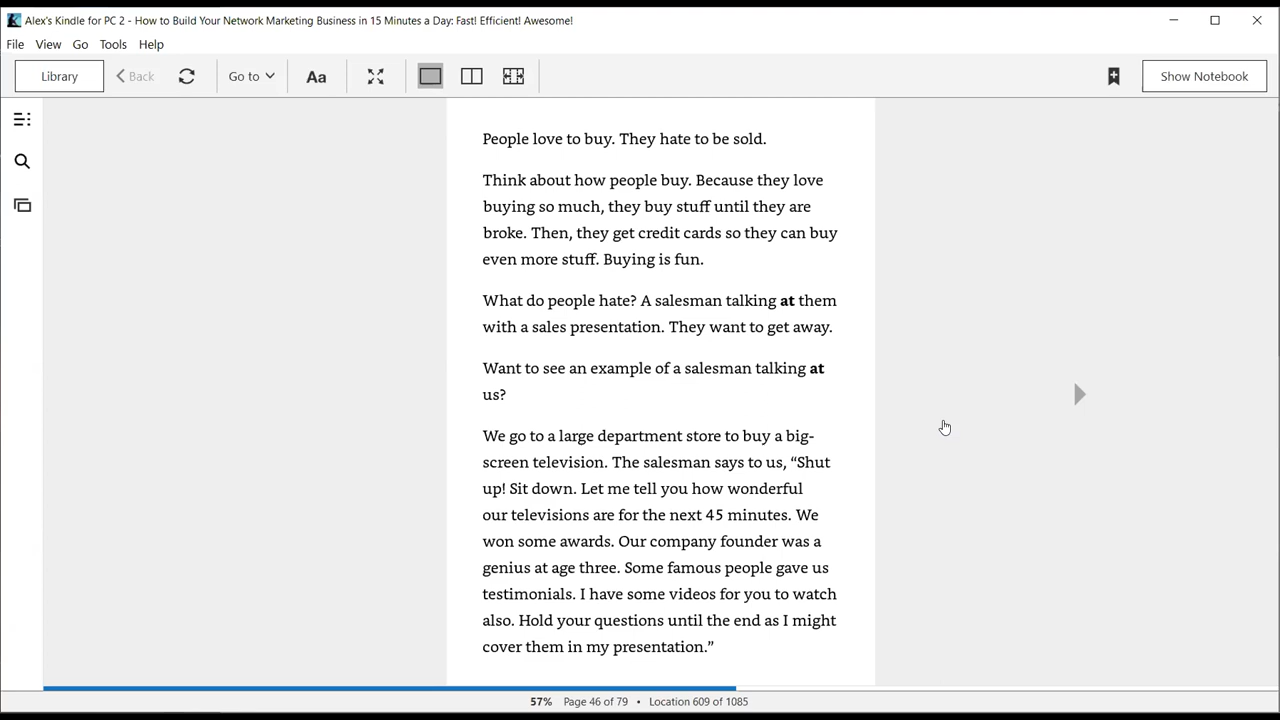 Alex's Kindle for PC 2 - How to Build Your Network Marketing Business in 15 Minutes a Day: Fast! Efficient! Awesome!
File View Go Tools Help
Library Back Go to Aa Show Notebook
People love to buy. They hate to be sold.
Think about how people buy. Because they love
buying so much, they buy stuff until they are
broke. Then, they get credit cards so they can buy
even more stuff. Buying is fun.
What do people hate? A salesman talking at them
with a sales presentation. They want to get away.
Want to see an example of a salesman talking at
us?
We go to a large department store to buy a big-
screen television. The salesman says to us, “Shut
up! Sit down. Let me tell you how wonderful
our televisions are for the next 45 minutes. We
won some awards. Our company founder was a
genius at age three. Some famous people gave us
testimonials. I have some videos for you to watch
also. Hold your questions until the end as I might
cover them in my presentation.”
57% Page 46 of 79 • Location 609 of 1085